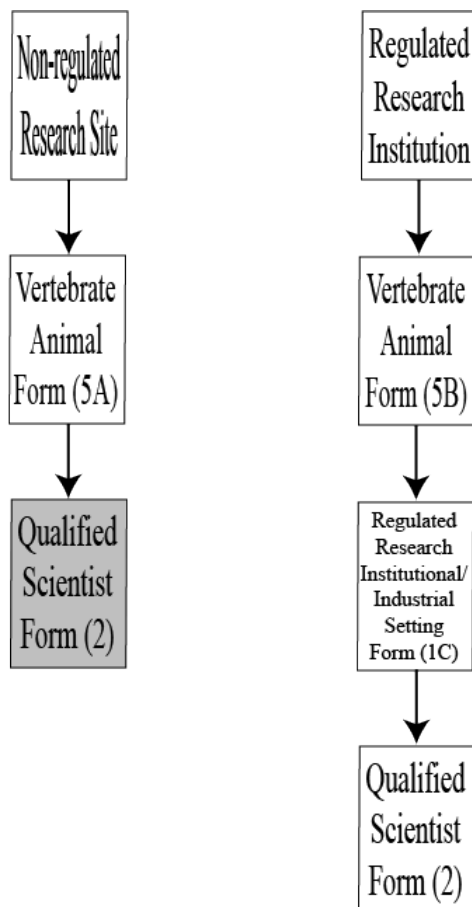 Non-regulated
Research Site
Vertebrate
Animal
Form (5A)
Qualified
Scientist
Form (2)
Regulated
Research
Institution
Vertebrate
Animal
Form (5B)
Regulated
Research
Institutional/
Industrial
Setting
Form (1C)
Qualified
Scientist
Form (2)